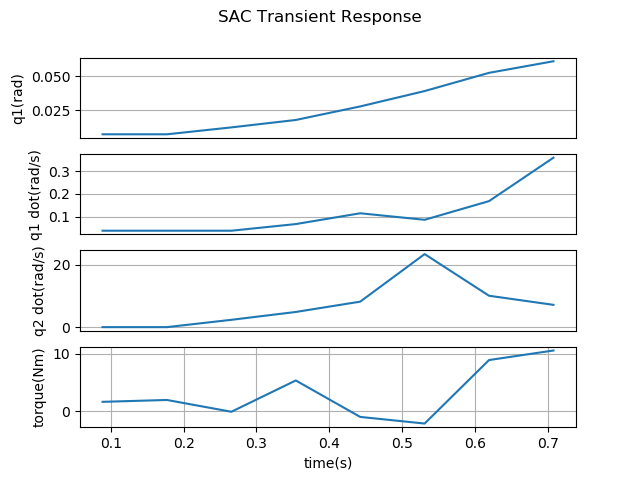 SAC Transient Response
q1(rad)
0.050
0.025
q1 dot(rad/s)
0.3
0.2
0.1
q2 dot(rad/s)
20
0
torque(Nm)
10
0
0.1 0.2 0.3 0.4 0.5 0.6 0.7
time(s)